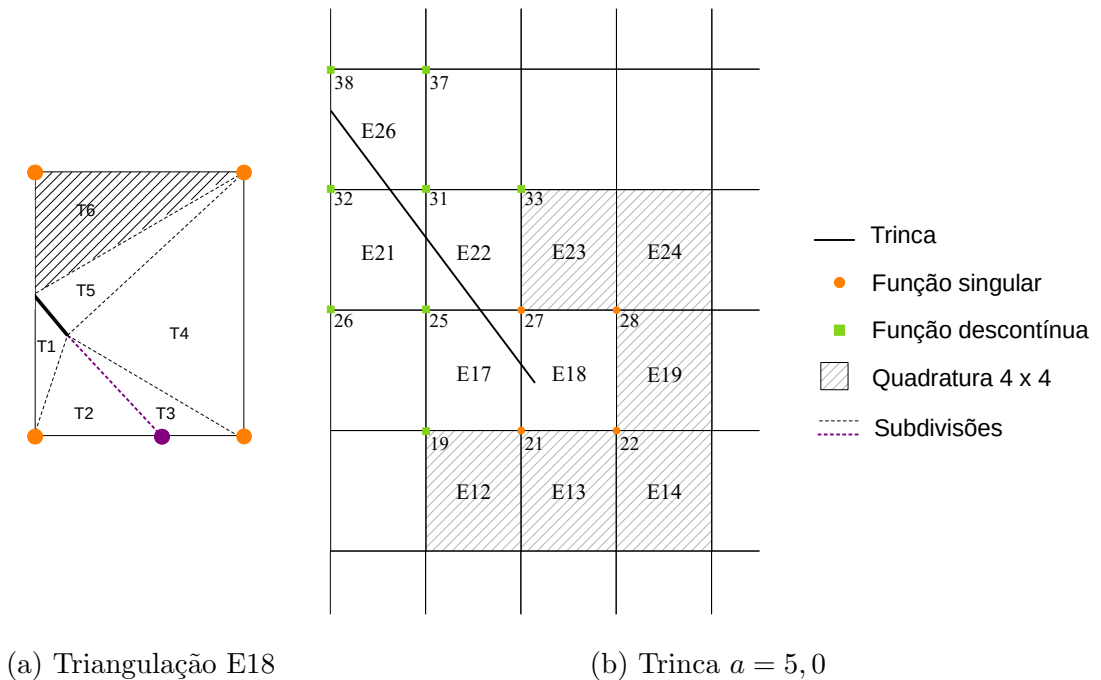 T6
T5
T4
T1
T2
T3
38
37
E26
32
31
33
E21
E22
E23
E24
26
25
27
28
E17
E18
E19
19
21
22
E12
E13
E14
Trinca
Função singular
Função descontínua
Quadratura 4 x 4
Subdivisões
(a) Triangulação E18
(b) Trinca a = 5, 0